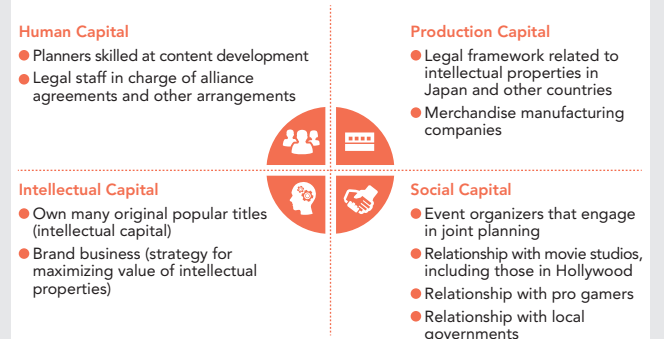 Human Capital
● Planners skilled at content development
● Legal staff in charge of alliance
agreements and other arrangements
Production Capital
● Legal framework related to
intellectual properties in
Japan and other countries
● Merchandise manufacturing
companies
Intellectual Capital
● Own many original popular titles
(intellectual capital)
● Brand business (strategy for
maximizing value of intellectual
properties)
Social Capital
● Event organizers that engage
in joint planning
● Relationship with movie studios,
including those in Hollywood
● Relationship with pro gamers
● Relationship with local
governments